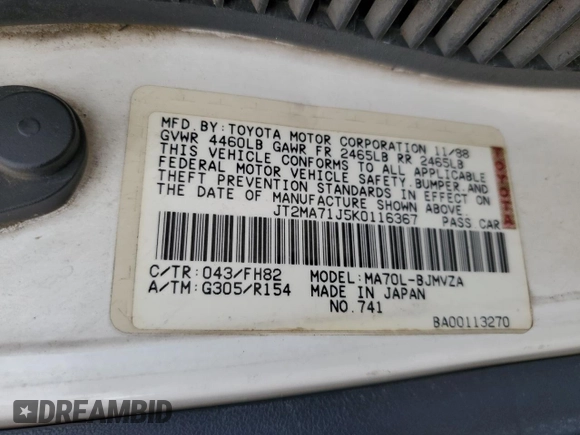 MFD. BY: TOYOTA MOTOR CORPORATION 11/88
GVWR 4460LB GAWR FR 2465LB RR 2465LB
THIS VEHICLE CONFORMS TO ALL APPLICABLE
FEDERAL MOTOR VEHICLE SAFETY, BUMPER, AND
THEFT PREVENTION STANDARDS IN EFFECT ON
THE DATE OF MANUFACTURE SHOWN ABOVE.
JT2MA71J5K0116367 PASS CAR
TOYOTA
C/TR: 043/FH82 MODEL: MA70L-BJMVZA
A/TM: G305/R154 MADE IN JAPAN
NO. 741
BA00113270
DREAMBID